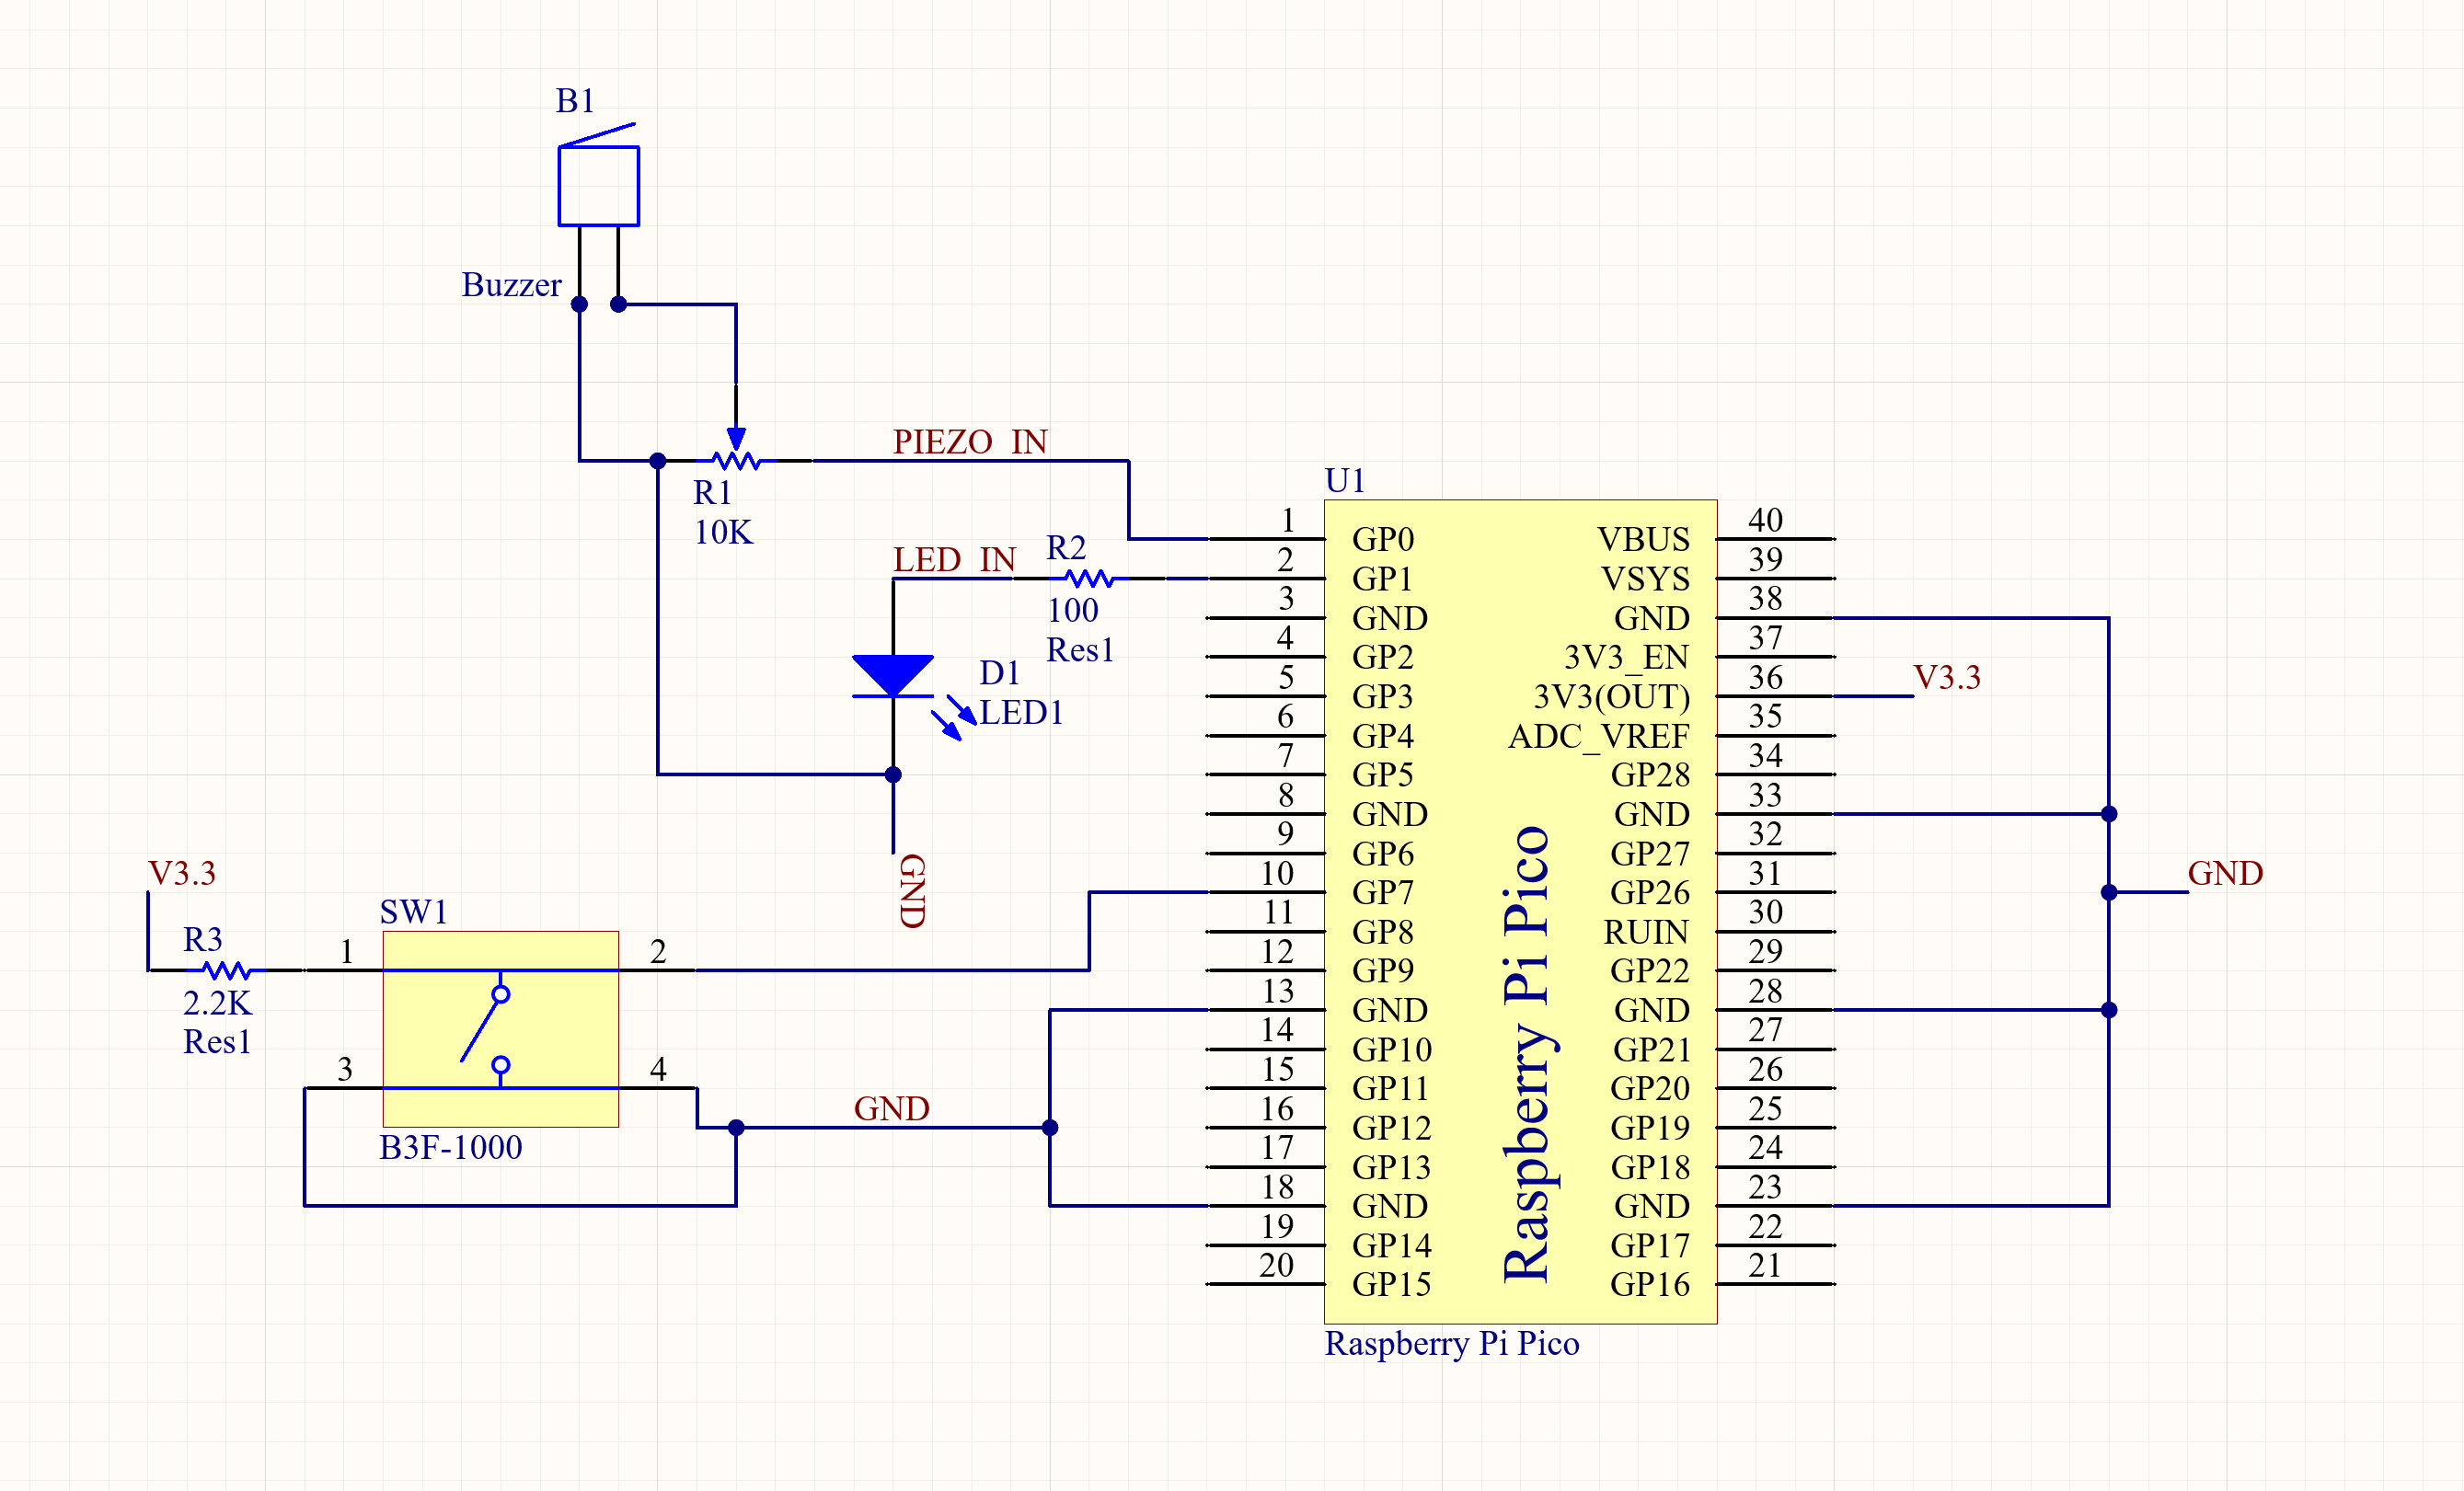 B1
Buzzer
R1
10K
PIEZO_IN
LED_IN
R2
100
Res1
D1
LED1
GND
V3.3
R3
2.2K
Res1
SW1
1
2
3
4
B3F-1000
GND
U1
1 GP0
2 GP1
3 GND
4 GP2
5 GP3
6 GP4
7 GP5
8 GND
9 GP6
10 GP7
11 GP8
12 GP9
13 GND
14 GP10
15 GP11
16 GP12
17 GP13
18 GND
19 GP14
20 GP15
Raspberry Pi Pico
VBUS 40
VSYS 39
GND 38
3V3_EN 37
3V3(OUT) 36
ADC_VREF 35
GP28 34
GND 33
GP27 32
GP26 31
RUIN 30
GP22 29
GND 28
GP21 27
GP20 26
GP19 25
GP18 24
GND 23
GP17 22
GP16 21
Raspberry Pi Pico
V3.3
GND